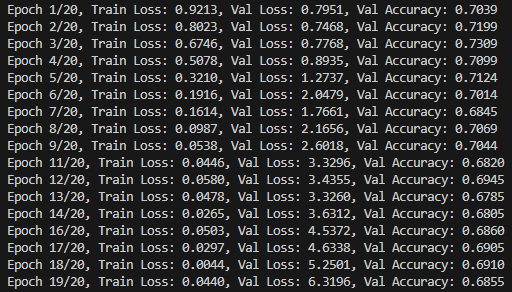 Epoch 1/20, Train Loss: 0.9213, Val Loss: 0.7951, Val Accuracy: 0.7039
Epoch 2/20, Train Loss: 0.8023, Val Loss: 0.7468, Val Accuracy: 0.7199
Epoch 3/20, Train Loss: 0.6746, Val Loss: 0.7768, Val Accuracy: 0.7309
Epoch 4/20, Train Loss: 0.5078, Val Loss: 0.8935, Val Accuracy: 0.7099
Epoch 5/20, Train Loss: 0.3210, Val Loss: 1.2737, Val Accuracy: 0.7124
Epoch 6/20, Train Loss: 0.1916, Val Loss: 2.0479, Val Accuracy: 0.7014
Epoch 7/20, Train Loss: 0.1614, Val Loss: 1.7661, Val Accuracy: 0.6845
Epoch 8/20, Train Loss: 0.0987, Val Loss: 2.1656, Val Accuracy: 0.7069
Epoch 9/20, Train Loss: 0.0538, Val Loss: 2.6018, Val Accuracy: 0.7044
Epoch 11/20, Train Loss: 0.0446, Val Loss: 3.3296, Val Accuracy: 0.6820
Epoch 12/20, Train Loss: 0.0580, Val Loss: 3.4355, Val Accuracy: 0.6945
Epoch 13/20, Train Loss: 0.0478, Val Loss: 3.3260, Val Accuracy: 0.6785
Epoch 14/20, Train Loss: 0.0265, Val Loss: 3.6312, Val Accuracy: 0.6805
Epoch 16/20, Train Loss: 0.0503, Val Loss: 4.5372, Val Accuracy: 0.6860
Epoch 17/20, Train Loss: 0.0297, Val Loss: 4.6338, Val Accuracy: 0.6905
Epoch 18/20, Train Loss: 0.0044, Val Loss: 5.2501, Val Accuracy: 0.6910
Epoch 19/20, Train Loss: 0.0440, Val Loss: 6.3196, Val Accuracy: 0.6855